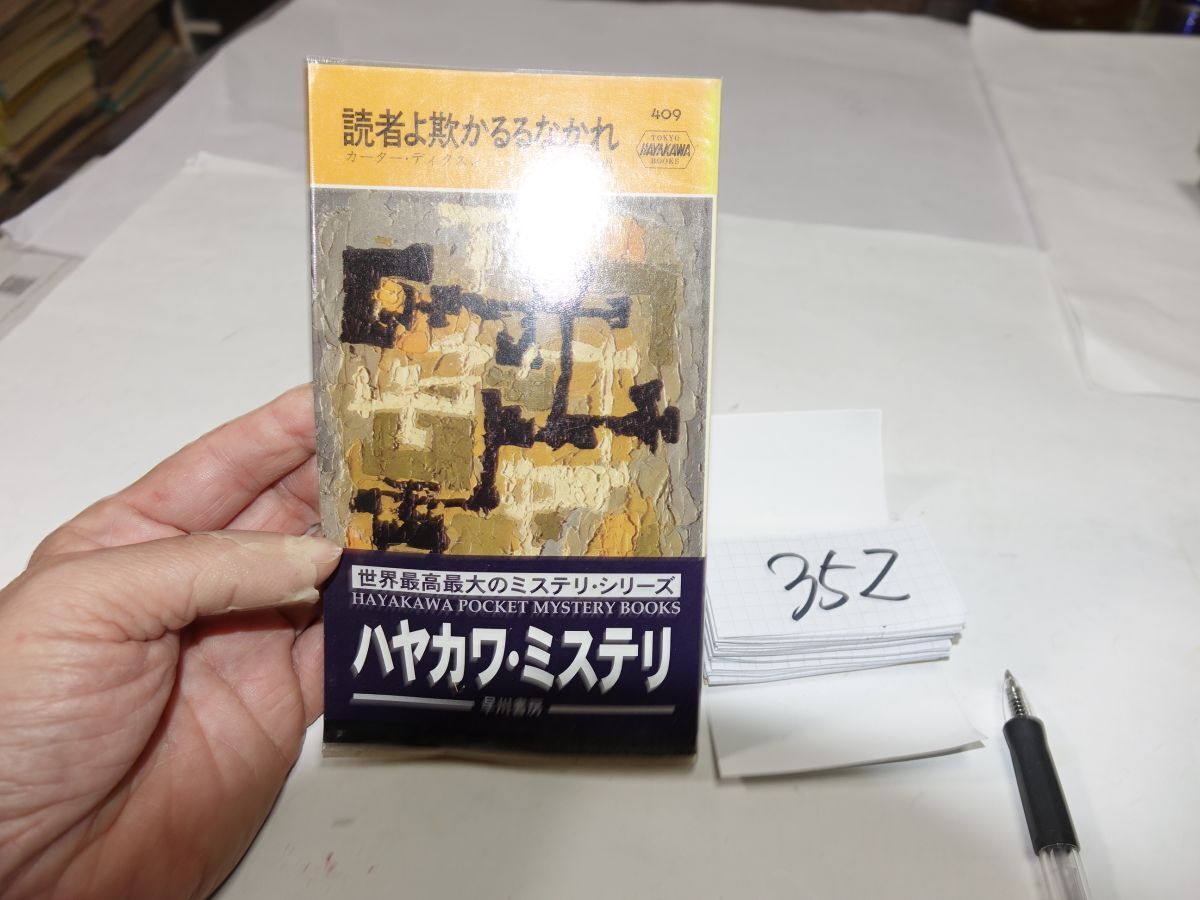 読者よ欺かるるなかれ
カーター・ディクスン
409
TOKYO
HAYAKAWA
BOOKS
世界最高最大のミステリ・シリーズ
HAYAKAWA POCKET MYSTERY BOOKS
ハヤカワ・ミステリ
早川書房
352